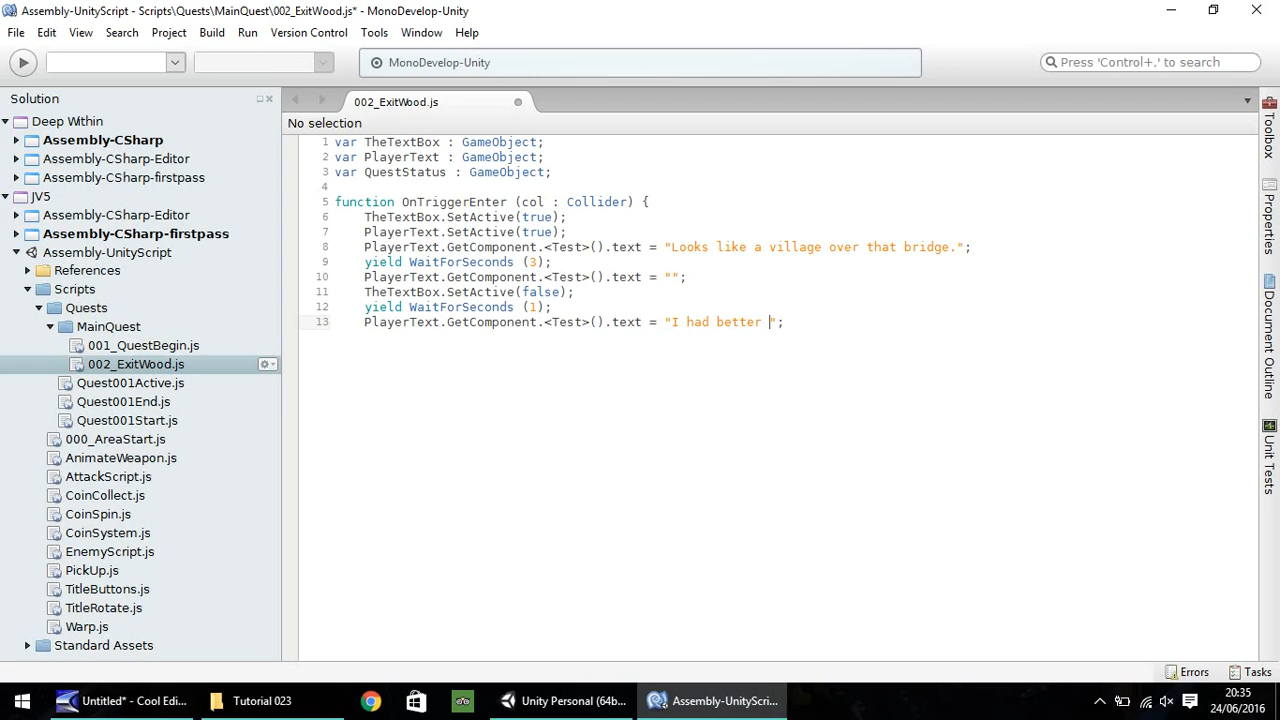 Assembly-UnityScript - Scripts\Quests\MainQuest\002_ExitWood.js* - MonoDevelop-Unity
File Edit View Search Project Build Run Version Control Tools Window Help
MonoDevelop-Unity
Press 'Control+,' to search
Solution
Deep Within
Assembly-CSharp
Assembly-CSharp-Editor
Assembly-CSharp-firstpass
JV5
Assembly-CSharp-Editor
Assembly-CSharp-firstpass
Assembly-UnityScript
References
Scripts
Quests
MainQuest
001_QuestBegin.js
002_ExitWood.js
Quest001Active.js
Quest001End.js
Quest001Start.js
000_AreaStart.js
AnimateWeapon.js
AttackScript.js
CoinCollect.js
CoinSpin.js
CoinSystem.js
EnemyScript.js
PickUp.js
TitleButtons.js
TitleRotate.js
Warp.js
Standard Assets
002_ExitWood.js
No selection
1 var TheTextBox : GameObject;
2 var PlayerText : GameObject;
3 var QuestStatus : GameObject;
4
5 function OnTriggerEnter (col : Collider) {
6 TheTextBox.SetActive(true);
7 PlayerText.SetActive(true);
8 PlayerText.GetComponent.<Test>().text = "Looks like a village over that bridge.";
9 yield WaitForSeconds (3);
10 PlayerText.GetComponent.<Test>().text = "";
11 TheTextBox.SetActive(false);
12 yield WaitForSeconds (1);
13 PlayerText.GetComponent.<Test>().text = "I had better ";
Toolbox
Properties
Document Outline
Unit Tests
Errors Tasks
Untitled* - Cool Edi...
Tutorial 023
Unity Personal (64b...
Assembly-UnityScri...
20:35
24/06/2016